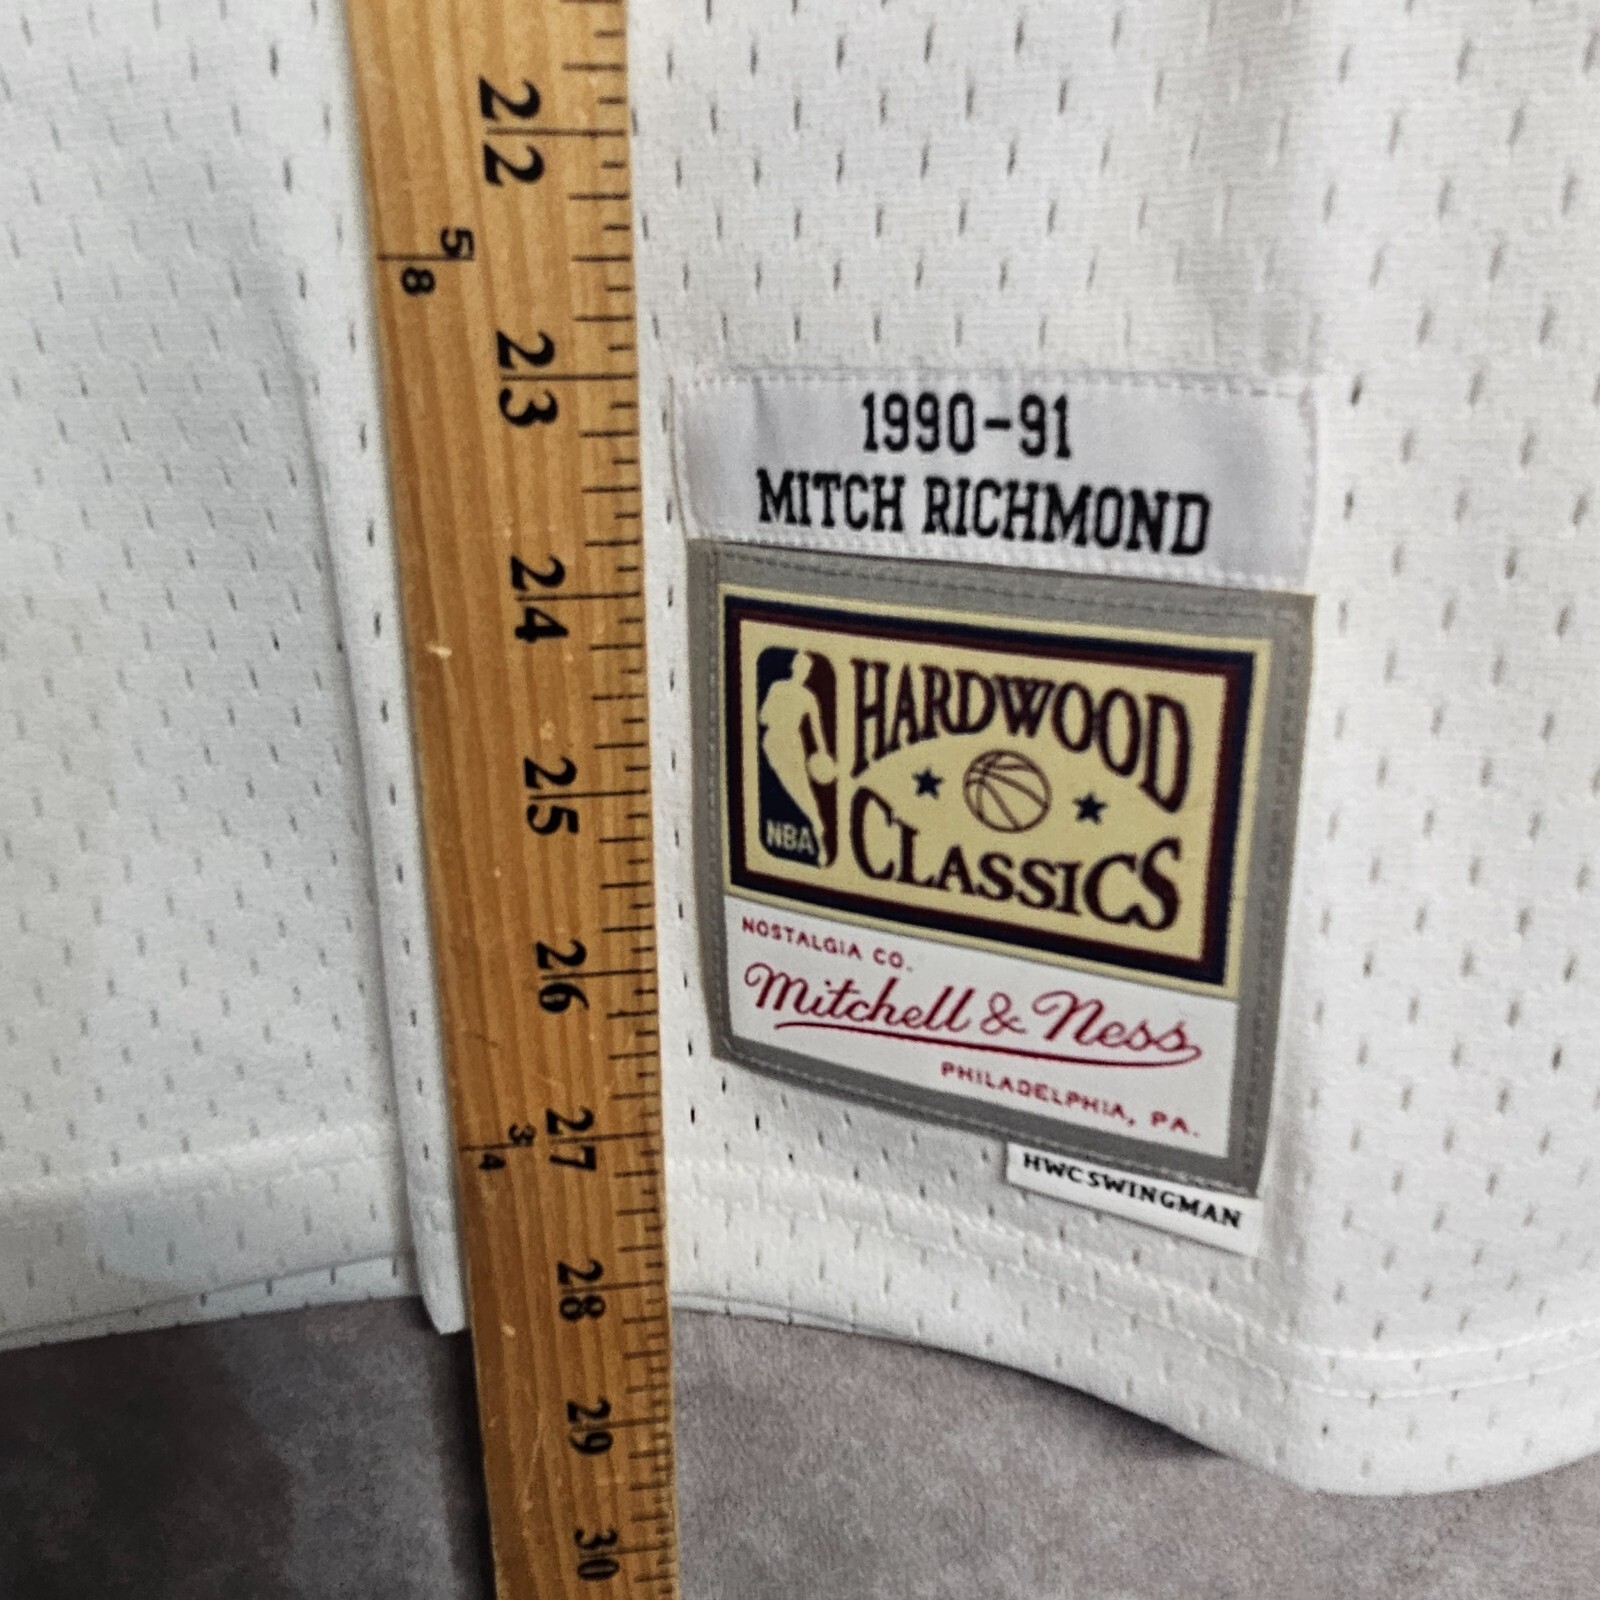 22
5
8
23
24
25
26
3
4
27
28
29
30
1990-91
MITCH RICHMOND
HARDWOOD
CLASSICS
NBA
NOSTALGIA CO.
Mitchell & Ness
PHILADELPHIA, PA.
HWC SWINGMAN